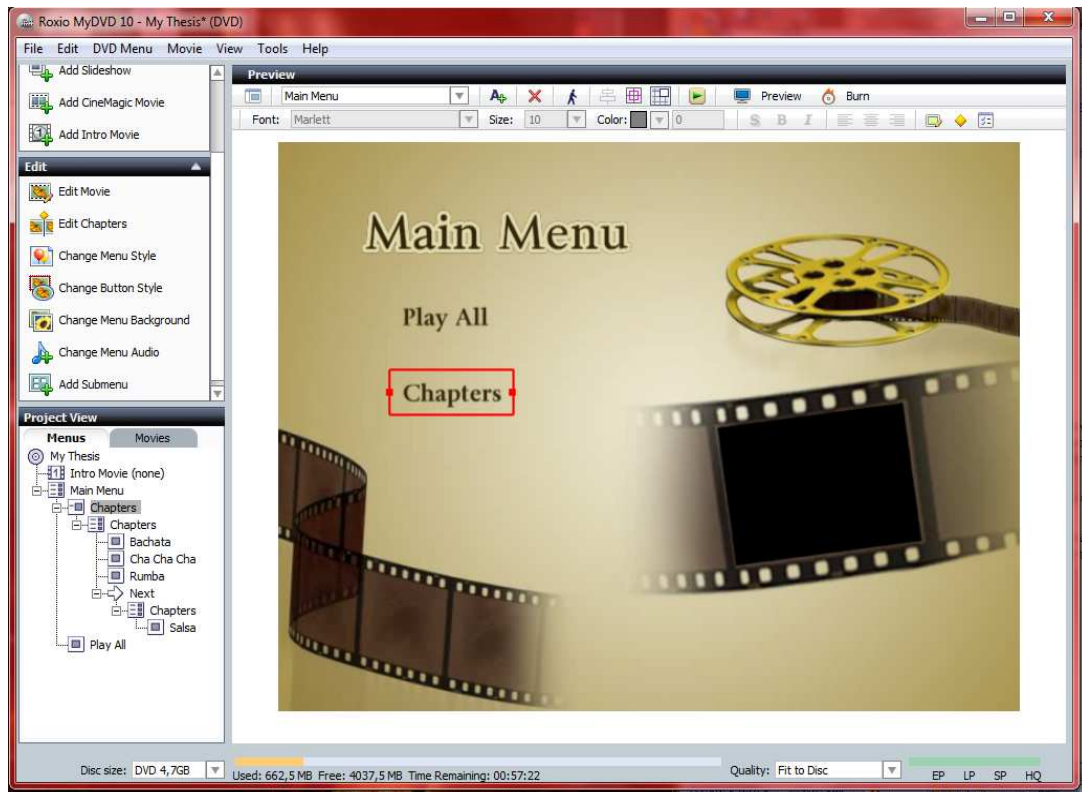 Roxio MyDVD 10 - My Thesis* (DVD)
File Edit DVD Menu Movie View Tools Help
Add Slideshow
Add CineMagic Movie
Add Intro Movie
Edit
Edit Movie
Edit Chapters
Change Menu Style
Change Button Style
Change Menu Background
Change Menu Audio
Add Submenu
Project View
Menus Movies
My Thesis
Intro Movie (none)
Main Menu
Chapters
Chapters
Bachata
Cha Cha Cha
Rumba
Next
Chapters
Salsa
Play All
Preview
Main Menu Preview Burn
Font: Marlett Size: 10 Color: 0 S B I
Main Menu
Play All
Chapters
Disc size: DVD 4,7GB Used: 662,5 MB Free: 4037,5 MB Time Remaining: 00:57:22 Quality: Fit to Disc EP LP SP HQ